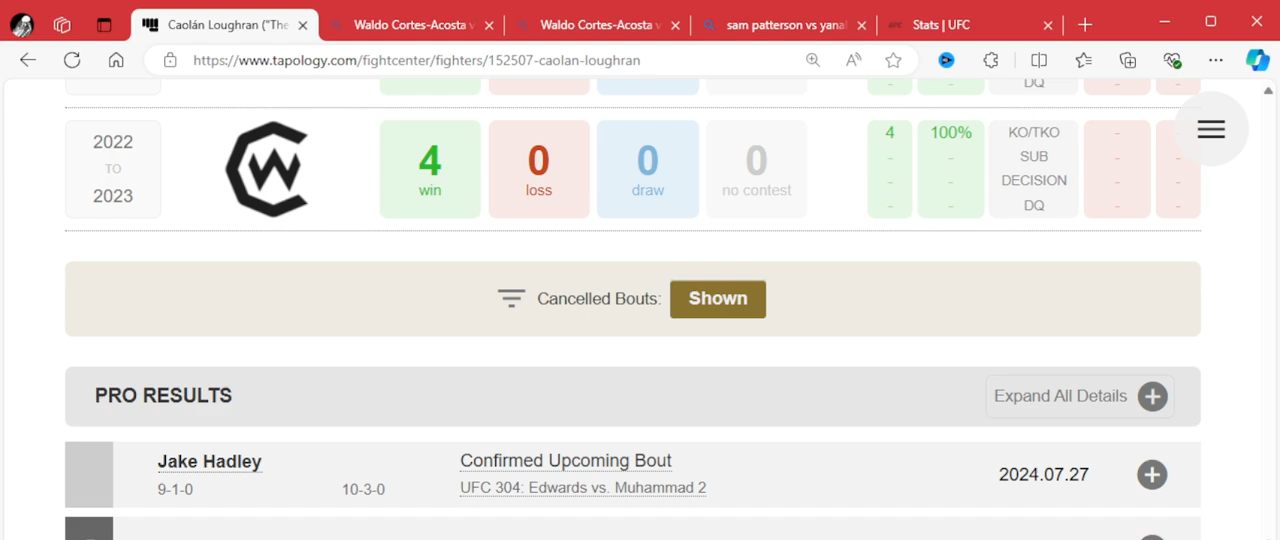 Caolán Loughran ("The
Waldo Cortes-Acosta v
Waldo Cortes-Acosta v
sam patterson vs yanal
Stats | UFC
https://www.tapology.com/fightcenter/fighters/152507-caolan-loughran
DQ
2022
TO
2023
4
win
0
loss
0
draw
0
no contest
4 100% KO/TKO - -
- - SUB - -
- - DECISION - -
- - DQ - -
Cancelled Bouts: Shown
PRO RESULTS
Expand All Details
Jake Hadley
Confirmed Upcoming Bout
2024.07.27
9-1-0
10-3-0
UFC 304: Edwards vs. Muhammad 2